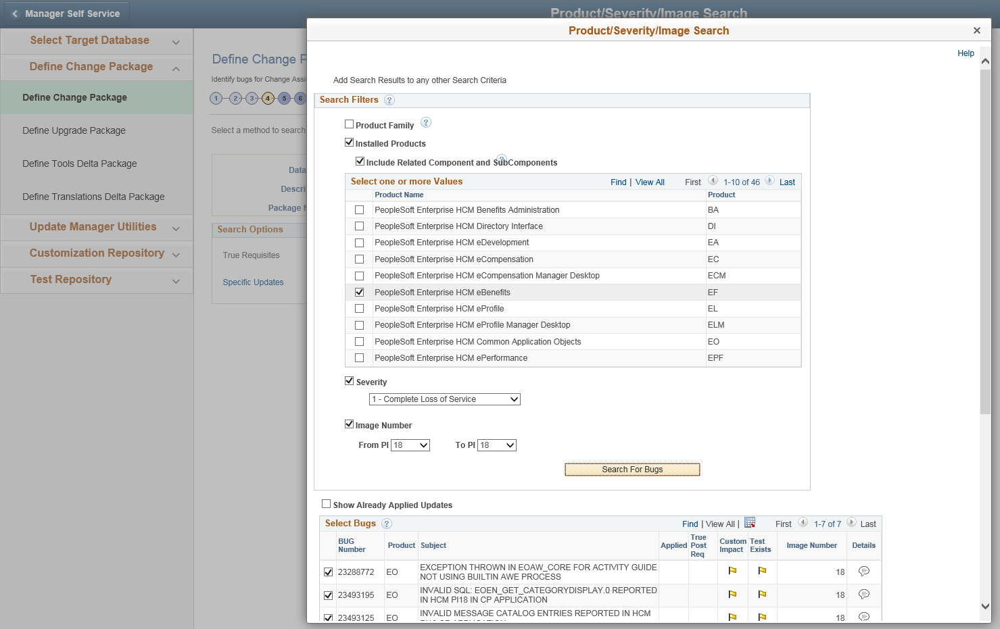 Manager Self Service
Product/Severity/Image Search
Select Target Database
Define Change Package
Define Change Package
Define Upgrade Package
Define Tools Delta Package
Define Translations Delta Package
Update Manager Utilities
Customization Repository
Test Repository
Define Change P
Identify bugs for Change Assi
1 2 3 4 5 6
Select a method to search
Data
Descri
Package
Search Options
True Requisites
Specific Updates
Product/Severity/Image Search
×
Help
Add Search Results to any other Search Criteria
Search Filters ?
Product Family ?
Installed Products
Include Related Component and SubComponents ?
Select one or more Values Find | View All First 1-10 of 46 Last
Product Name Product
PeopleSoft Enterprise HCM Benefits Administration BA
PeopleSoft Enterprise HCM Directory Interface DI
PeopleSoft Enterprise HCM eDevelopment EA
PeopleSoft Enterprise HCM eCompensation EC
PeopleSoft Enterprise HCM eCompensation Manager Desktop ECM
PeopleSoft Enterprise HCM eBenefits EF
PeopleSoft Enterprise HCM eProfile EL
PeopleSoft Enterprise HCM eProfile Manager Desktop ELM
PeopleSoft Enterprise HCM Common Application Objects EO
PeopleSoft Enterprise HCM ePerformance EPF
Severity
1 - Complete Loss of Service
Image Number
From PI 18 To PI 18
Search For Bugs
Show Already Applied Updates
Select Bugs ? Find | View All | First 1-7 of 7 Last
BUG Number Product Subject Applied True Post Req Custom Impact Test Exists Image Number Details
23288772 EO EXCEPTION THROWN IN EOAW_CORE FOR ACTIVITY GUIDE 18
NOT USING BUILTIN AWE PROCESS
23493195 EO INVALID SQL: EOEN_GET_CATEGORYDISPLAY.0 REPORTED 18
IN HCM PI18 IN CP APPLICATION
23493125 EO INVALID MESSAGE CATALOG ENTRIES REPORTED IN HCM 18